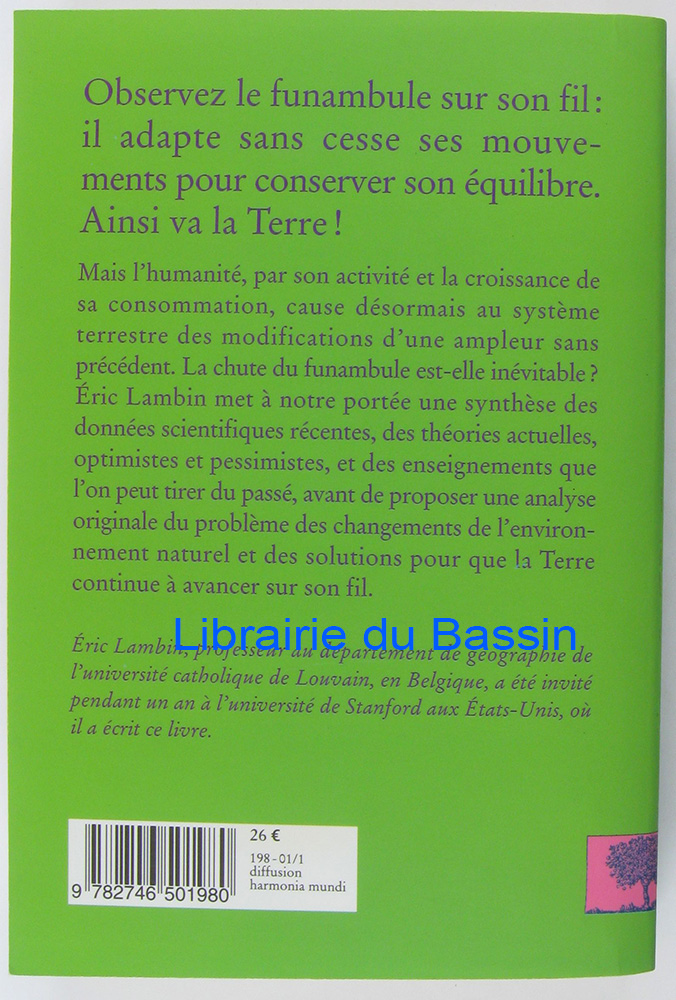 Observez le funambule sur son fil :
il adapte sans cesse ses mouve-
ments pour conserver son équilibre.
Ainsi va la Terre !
Mais l'humanité, par son activité et la croissance de
sa consommation, cause désormais au système
terrestre des modifications d'une ampleur sans
précédent. La chute du funambule est-elle inévitable ?
Éric Lambin met à notre portée une synthèse des
données scientifiques récentes, des théories actuelles,
optimistes et pessimistes, et des enseignements que
l'on peut tirer du passé, avant de proposer une analyse
originale du problème des changements de l'environ-
nement naturel et des solutions pour que la Terre
continue à avancer sur son fil.
Librairie du Bassin
Éric Lambin, professeur au département de géographie de
l'université catholique de Louvain, en Belgique, a été invité
pendant un an à l'université de Stanford aux États-Unis, où
il a écrit ce livre.
26 €
198-01/1
diffusion
harmonia mundi
9 782746 501980